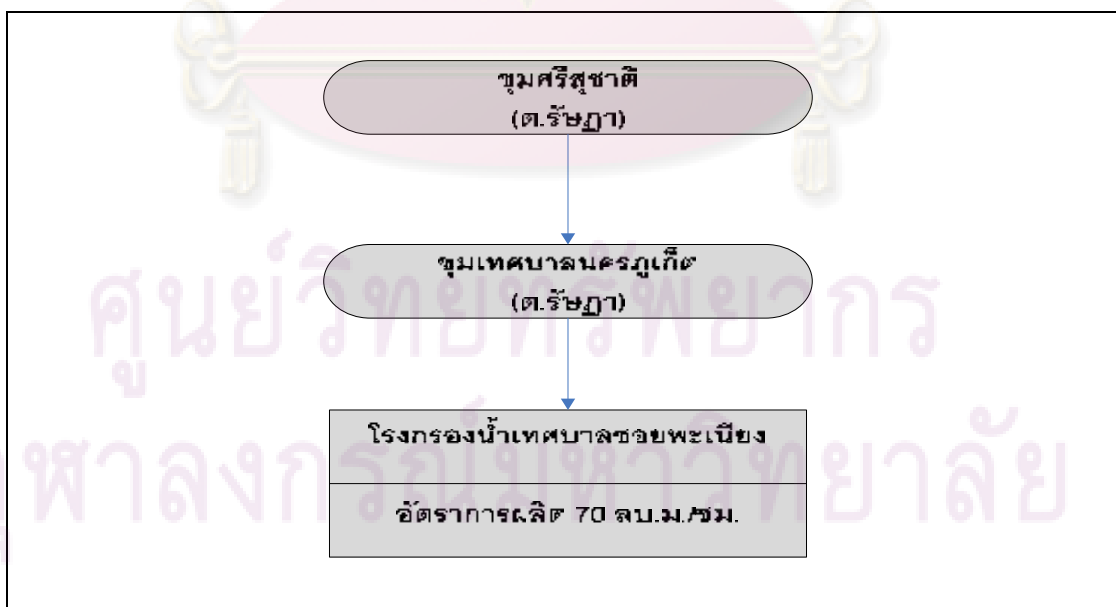 ขุมศรีสุชาติ
(ต.รัษฎา)
ขุมเทศบาลนครภูเก็ต
(ต.รัษฎา)
ศูนย์วิทยทรัพยากร
โรงกรองน้ำเทศบาลซอยพะเนียง
จุฬาลงกรณ์มหาวิทยาลัย
อัตราการผลิต 70 ลบ.ม./ชม.